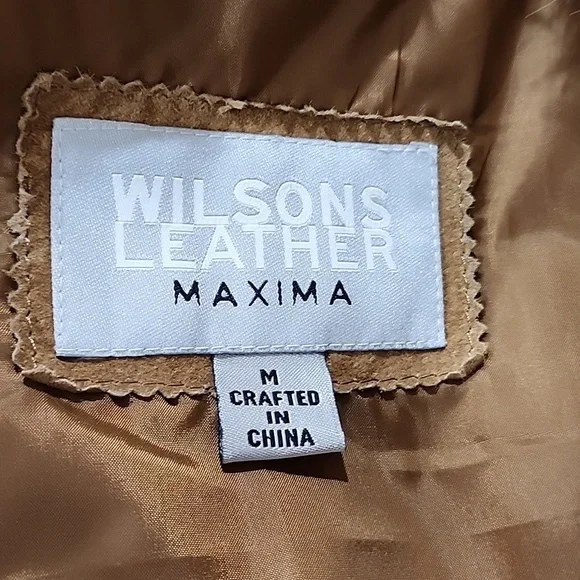 WILSONS
LEATHER
MAXIMA
M
CRAFTED
IN
CHINA